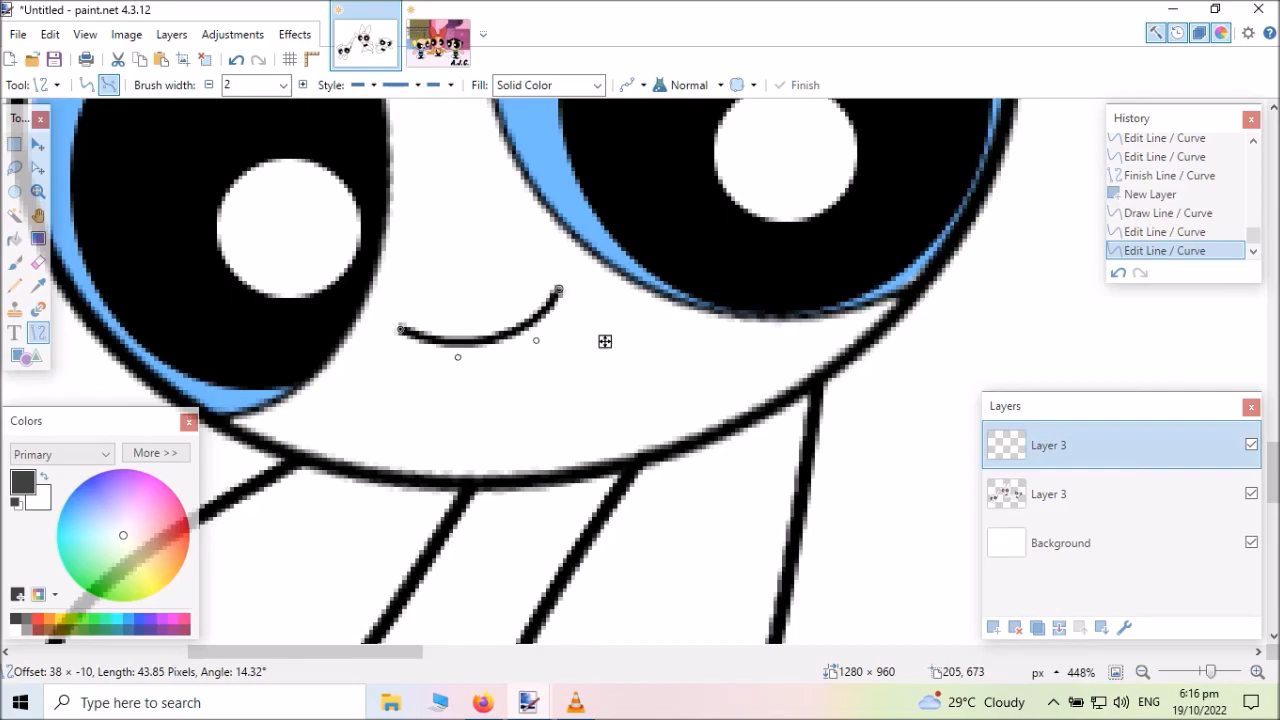 *Untitled - paint.net 4.3.12
File Edit View Image Layers Adjustments Effects
A.J.C.
Tool: Brush width: 2 Style: Fill: Solid Color Normal Finish
To...
History
Edit Line / Curve
Edit Line / Curve
Finish Line / Curve
New Layer
Draw Line / Curve
Edit Line / Curve
Edit Line / Curve
Layers
Layer 3
Layer 3
Background
Colors
Primary More >>
Offset: 38 × -10, Length: 43.85 Pixels, Angle: 14.32° 1280 × 960 205, 673 px 448%
Type here to search 29°C Cloudy ENG 6:16 pm
19/10/2022